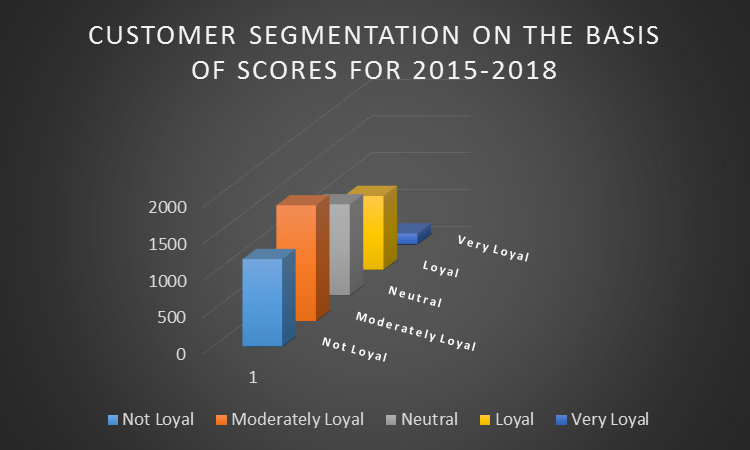 CUSTOMER SEGMENTATION ON THE BASIS
OF SCORES FOR 2015-2018
2000
1500
1000
500
0
Very Loyal
Loyal
Neutral
Moderately Loyal
Not Loyal
1
Not Loyal Moderately Loyal Neutral Loyal Very Loyal